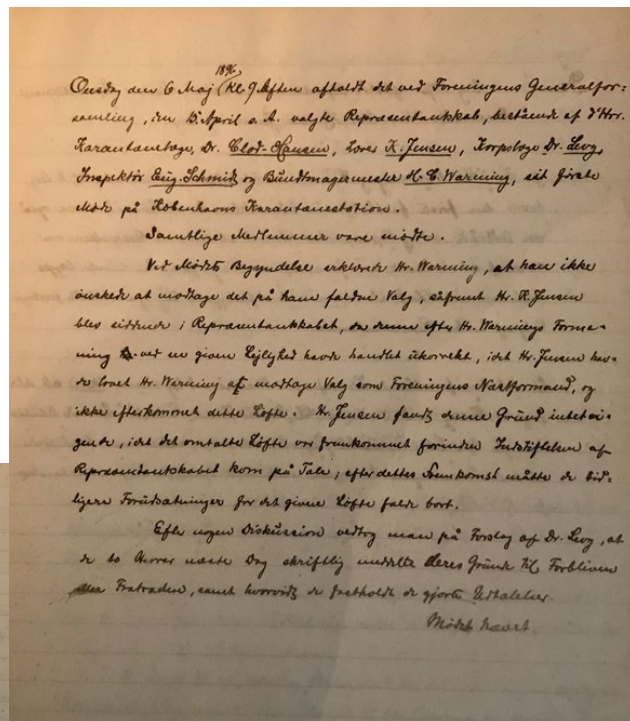 1896
Onsdag den 6 Maj Kl. 9 Aften afholdt det ved Foreningens Generalfor=
samling, den 15 April s. A. valgte Repræsentantskab, bestående af d'Hrr.
Karantænelæge, Dr. Clod-Hansen, Lærer K. Jensen, Korpslæge Dr. Levy,
Inspektør Eug. Schmidt og Bundtmagermester H. C. Warming, sit første
Møde på Københavns Karantænestation.
Samtlige Medlemmer vare mødte.
Ved Mødets Begyndelse erklærede Hr. Warming, at han ikke
ønskede at modtage det på ham faldne Valg, såfremt Hr. K. Jensen
blev siddende i Repræsentantskabet, da denne efter Hr. Warmings Forme-
ning ved en given Lejlighed havde handlet ukorrekt, idet Hr. Jensen hav-
de lovet Hr. Warming at modtage Valg som Foreningens Næstformand, og
ikke efterkommet dette Løfte. Hr. Jensen fandt denne Grund intetsi-
gende, idet det omtalte Løfte var fremkommet forinden Indstiftelsen af
Repræsentantskabet kom på Tale; efter dettes Fremkomst måtte de tid-
ligere Forudsætninger for det givne Løfte falde bort.
Efter nogen Diskussion vedtog man på Forslag af Dr. Levy, at
de to Herrer næste Dag skriftlig meddelte deres Grunde til Forbliven
eller Fratræden, samt hvorvidt de fastholdt de gjorte Udtalelser.
Mødet hævet.